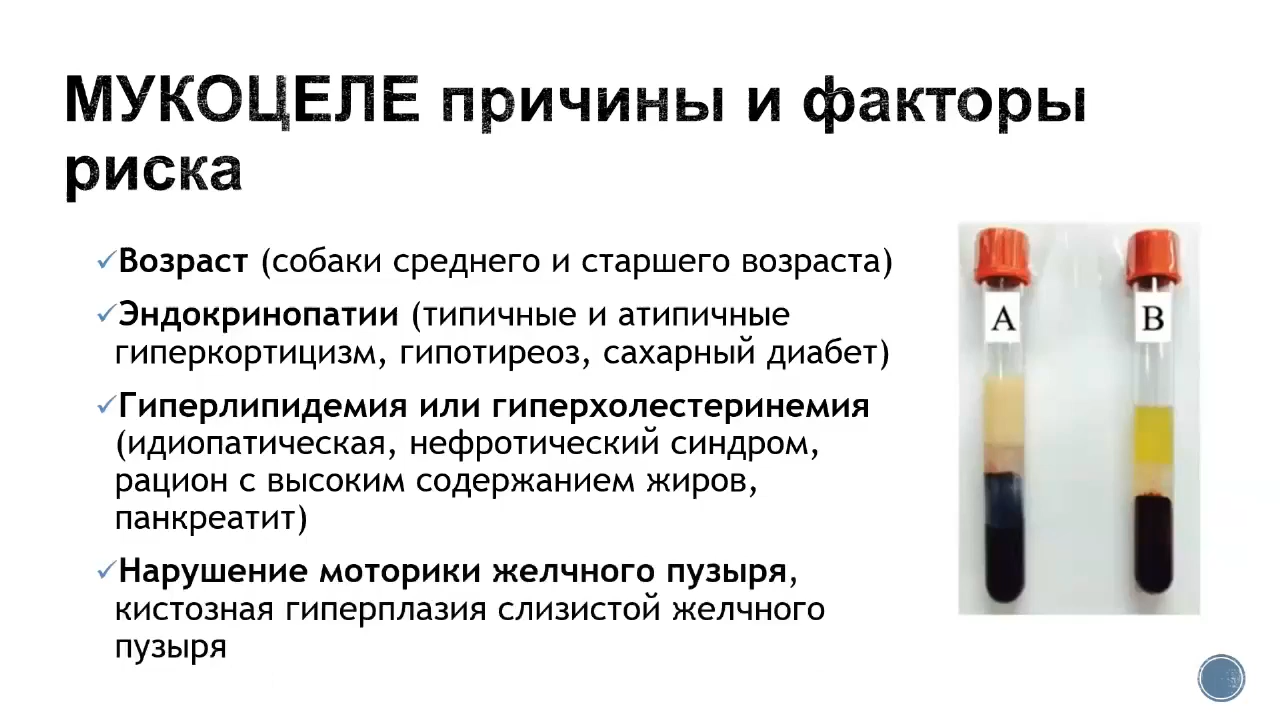 МУКОЦЕЛЕ причины и факторы
риска
Возраст (собаки среднего и старшего возраста)
Эндокринопатии (типичные и атипичные
гиперкортицизм, гипотиреоз, сахарный диабет)
Гиперлипидемия или гиперхолестеринемия
(идиопатическая, нефротический синдром,
рацион с высоким содержанием жиров,
панкреатит)
Нарушение моторики желчного пузыря,
кистозная гиперплазия слизистой желчного
пузыря
A
B